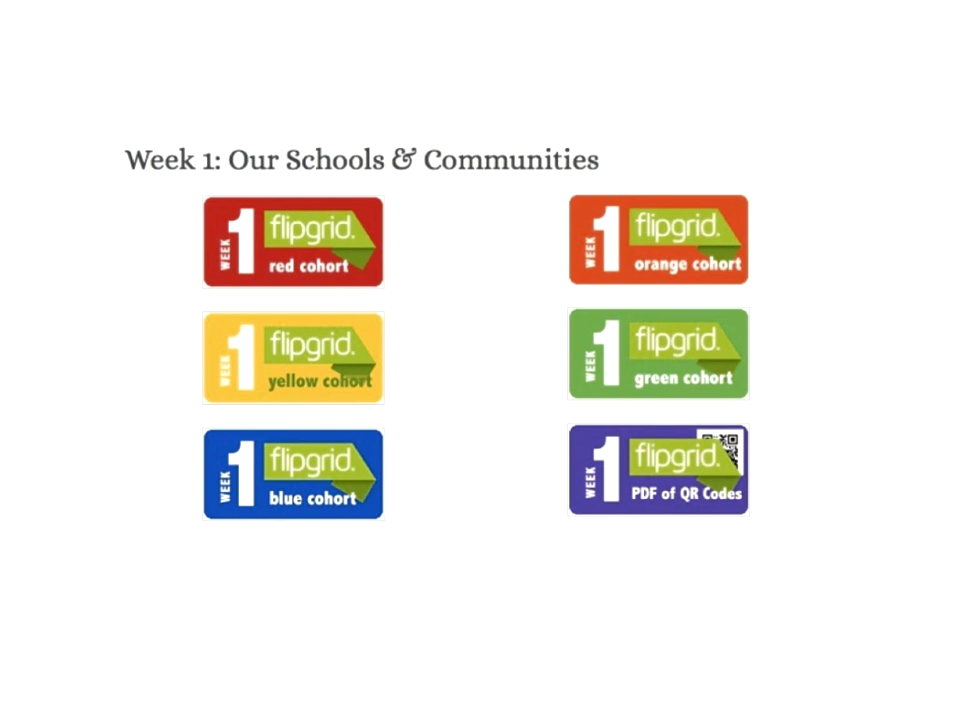 Week 1: Our Schools & Communities
WEEK 1 flipgrid.
red cohort
WEEK 1 flipgrid.
orange cohort
WEEK 1 flipgrid.
yellow cohort
WEEK 1 flipgrid.
green cohort
WEEK 1 flipgrid.
blue cohort
WEEK 1 flipgrid.
PDF of QR Codes